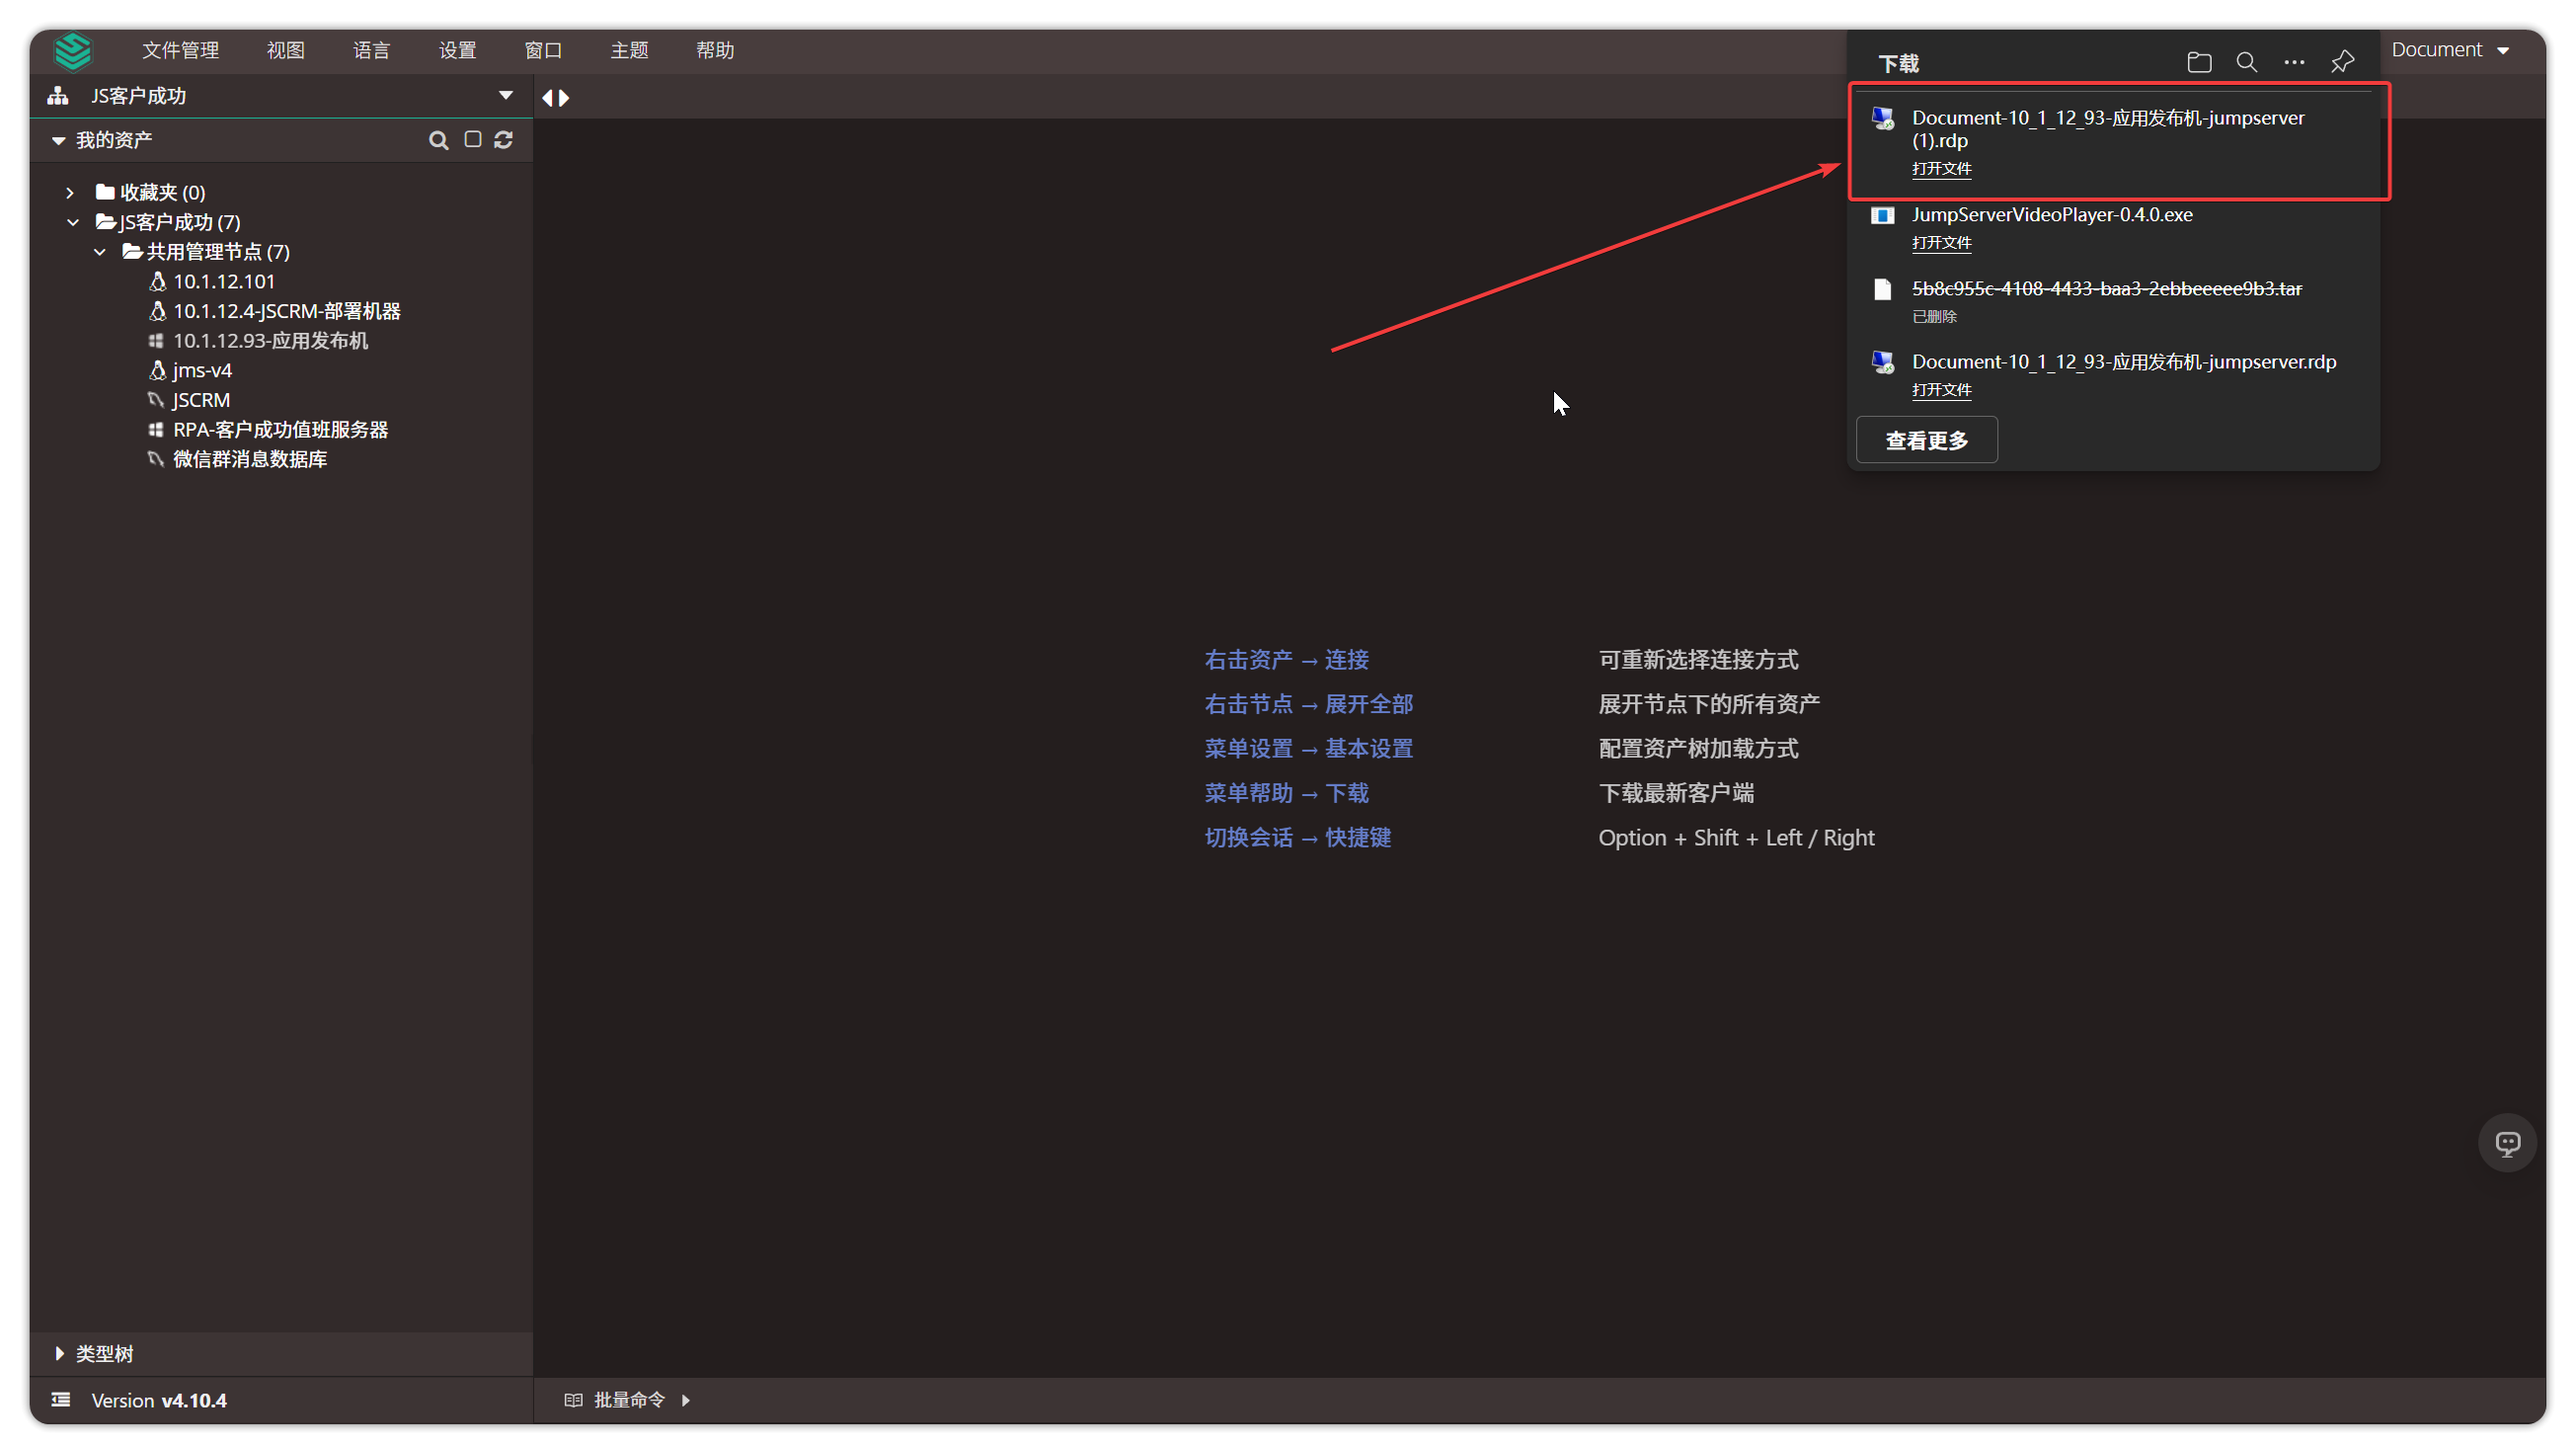 文件管理 视图 语言 设置 窗口 主题 帮助
Document
JS客户成功
我的资产
收藏夹 (0)
JS客户成功 (7)
共用管理节点 (7)
10.1.12.101
10.1.12.4-JSCRM-部署机器
10.1.12.93-应用发布机
jms-v4
JSCRM
RPA-客户成功值班服务器
微信群消息数据库
下载
Document-10_1_12_93-应用发布机-jumpserver
(1).rdp
打开文件
JumpServerVideoPlayer-0.4.0.exe
打开文件
5b8c955c-4108-4433-baa3-2ebbeeeee9b3.tar
已删除
Document-10_1_12_93-应用发布机-jumpserver.rdp
打开文件
查看更多
右击资产 → 连接 可重新选择连接方式
右击节点 → 展开全部 展开节点下的所有资产
菜单设置 → 基本设置 配置资产树加载方式
菜单帮助 → 下载 下载最新客户端
切换会话 → 快捷键 Option + Shift + Left / Right
类型树
Version v4.10.4
批量命令